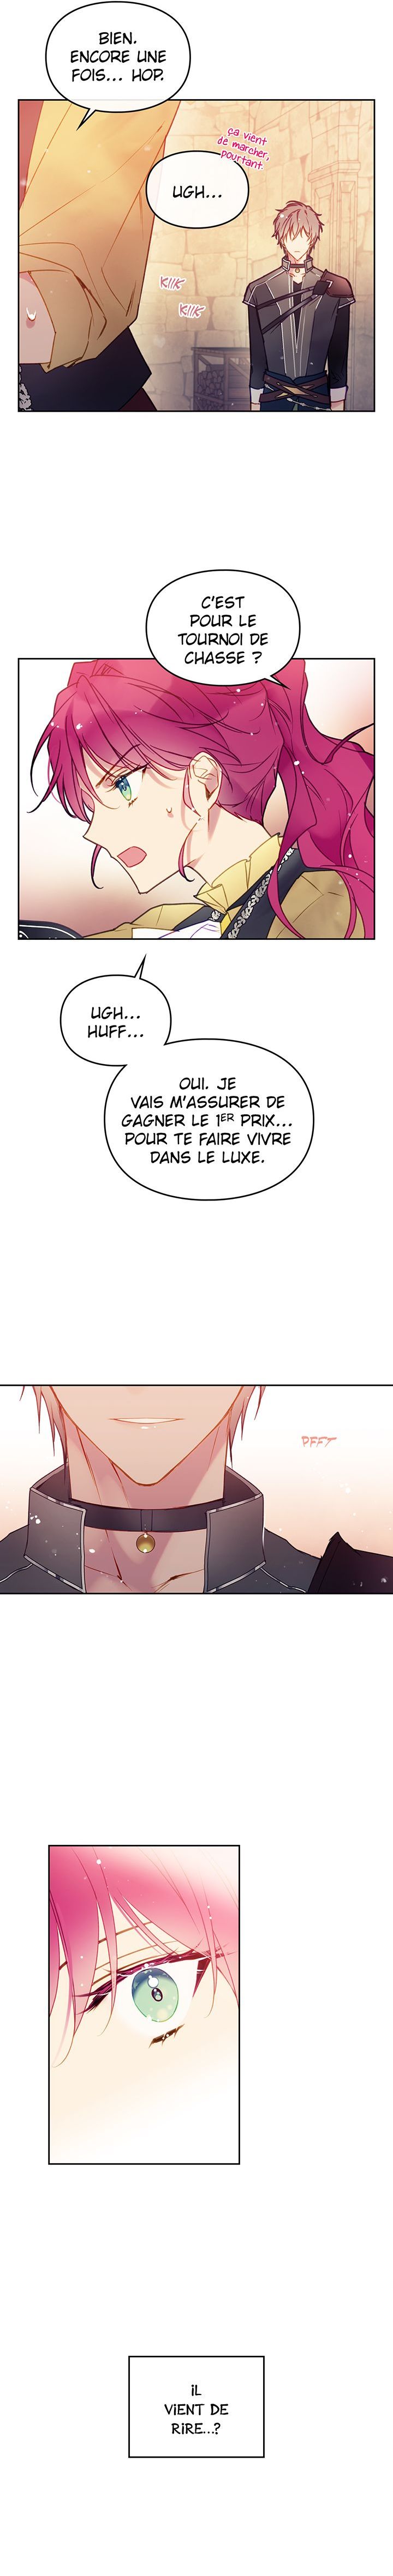 BIEN.
ENCORE UNE
FOIS... HOP.
ça vient
de marcher,
pourtant.
UGH...
KliK
KliK
C'EST
POUR LE
TOURNOI DE
CHASSE ?
UGH...
HUFF...
OUI. JE
VAIS M'ASSURER DE
GAGNER LE 1ER PRIX...
POUR TE FAIRE VIVRE
DANS LE LUXE.
PFFT
IL
VIENT DE
RIRE...?